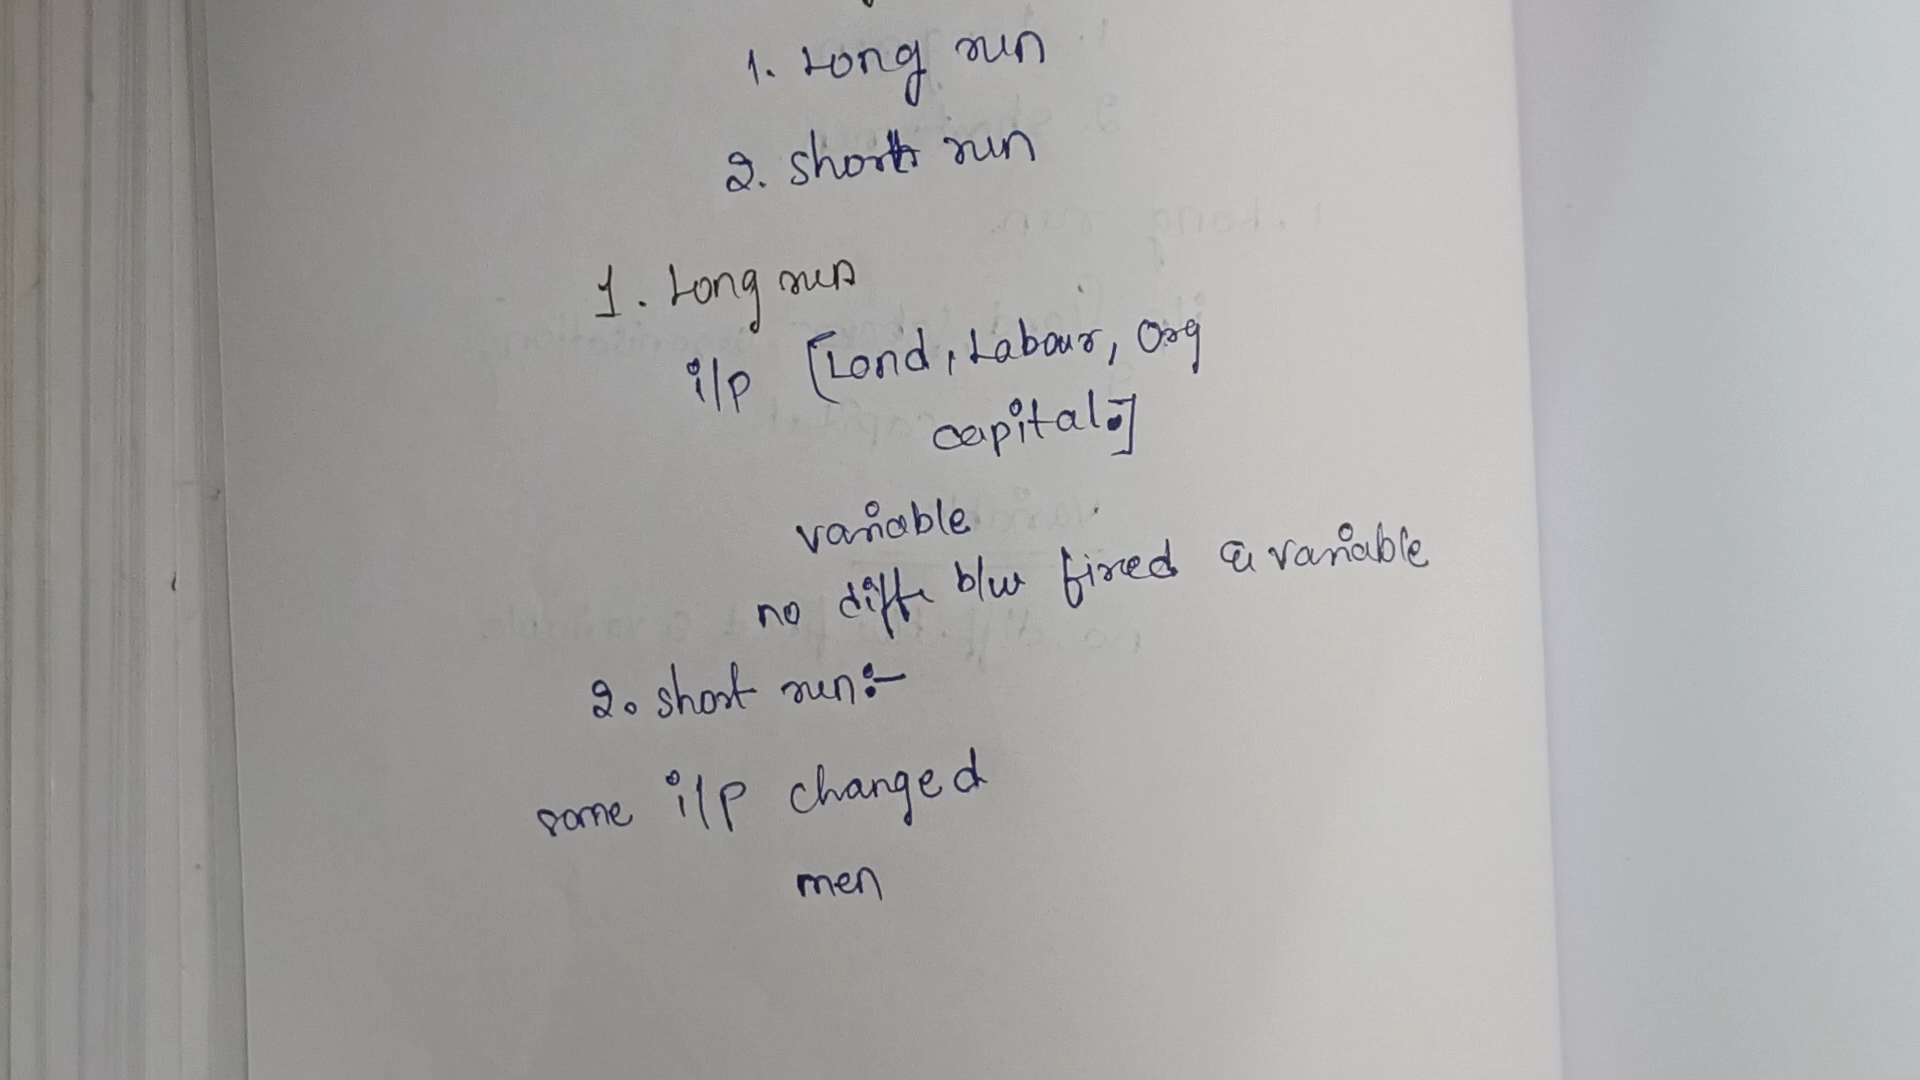 1. Long run
2. short run
1. Long run
i/p [Land, Labour, Org
capital.]
variable
no diff. b/w fixed & variable
2. short run:-
some i/p changed
men